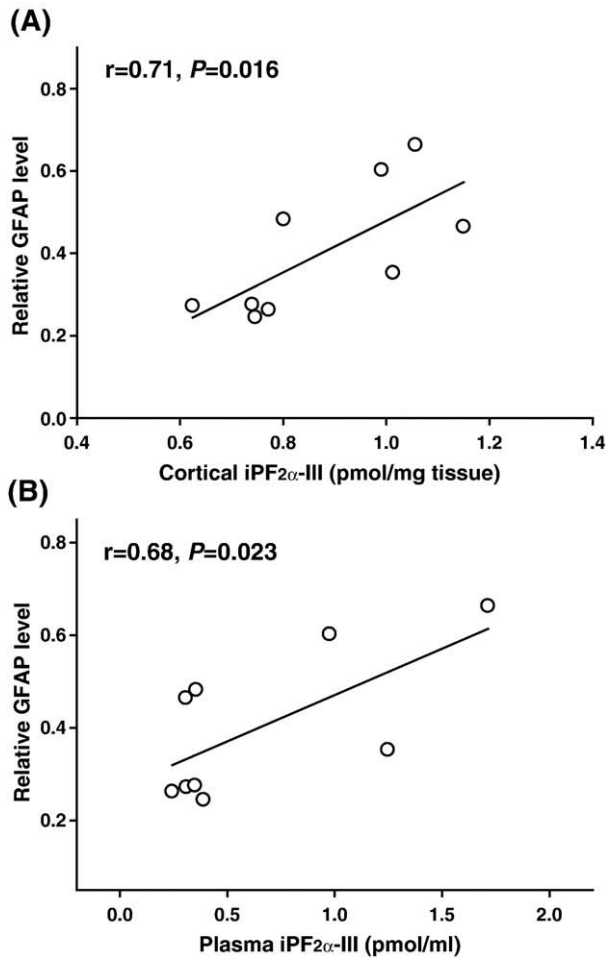 (A)
r=0.71, P=0.016
Relative GFAP level
0.8
0.6
0.4
0.2
0.0
0.4 0.6 0.8 1.0 1.2 1.4
Cortical iPF2α-III (pmol/mg tissue)
(B)
r=0.68, P=0.023
Relative GFAP level
0.8
0.6
0.4
0.2
0.0 0.5 1.0 1.5 2.0
Plasma iPF2α-III (pmol/ml)